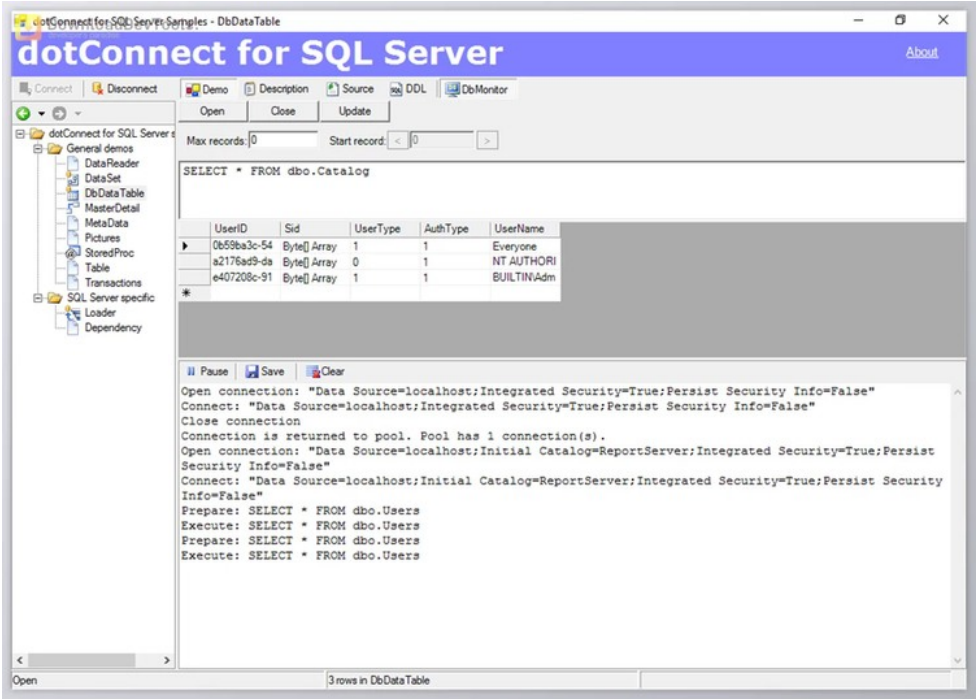 dotConnect for SQL Server Samples - DbDataTable
dotConnect for SQL Server
About
Connect
Disconnect
Demo
Description
Source
DDL
DbMonitor
Open
Close
Update
Max records: 0
Start record: < 0 >
dotConnect for SQL Server s
General demos
DataReader
DataSet
DbDataTable
MasterDetail
MetaData
Pictures
StoredProc
Table
Transactions
SQL Server specific
Loader
Dependency
SELECT * FROM dbo.Catalog
UserID Sid UserType AuthType UserName
0b59ba3c-54 Byte[] Array 1 1 Everyone
a2176ad9-da Byte[] Array 0 1 NT AUTHORI
e407208c-91 Byte[] Array 1 1 BUILTIN\Adm
Pause
Save
Clear
Open connection: "Data Source=localhost;Integrated Security=True;Persist Security Info=False"
Connect: "Data Source=localhost;Integrated Security=True;Persist Security Info=False"
Close connection
Connection is returned to pool. Pool has 1 connection(s).
Open connection: "Data Source=localhost;Initial Catalog=ReportServer;Integrated Security=True;Persist
Security Info=False"
Connect: "Data Source=localhost;Initial Catalog=ReportServer;Integrated Security=True;Persist Security
Info=False"
Prepare: SELECT * FROM dbo.Users
Execute: SELECT * FROM dbo.Users
Prepare: SELECT * FROM dbo.Users
Execute: SELECT * FROM dbo.Users
Open
3 rows in DbDataTable